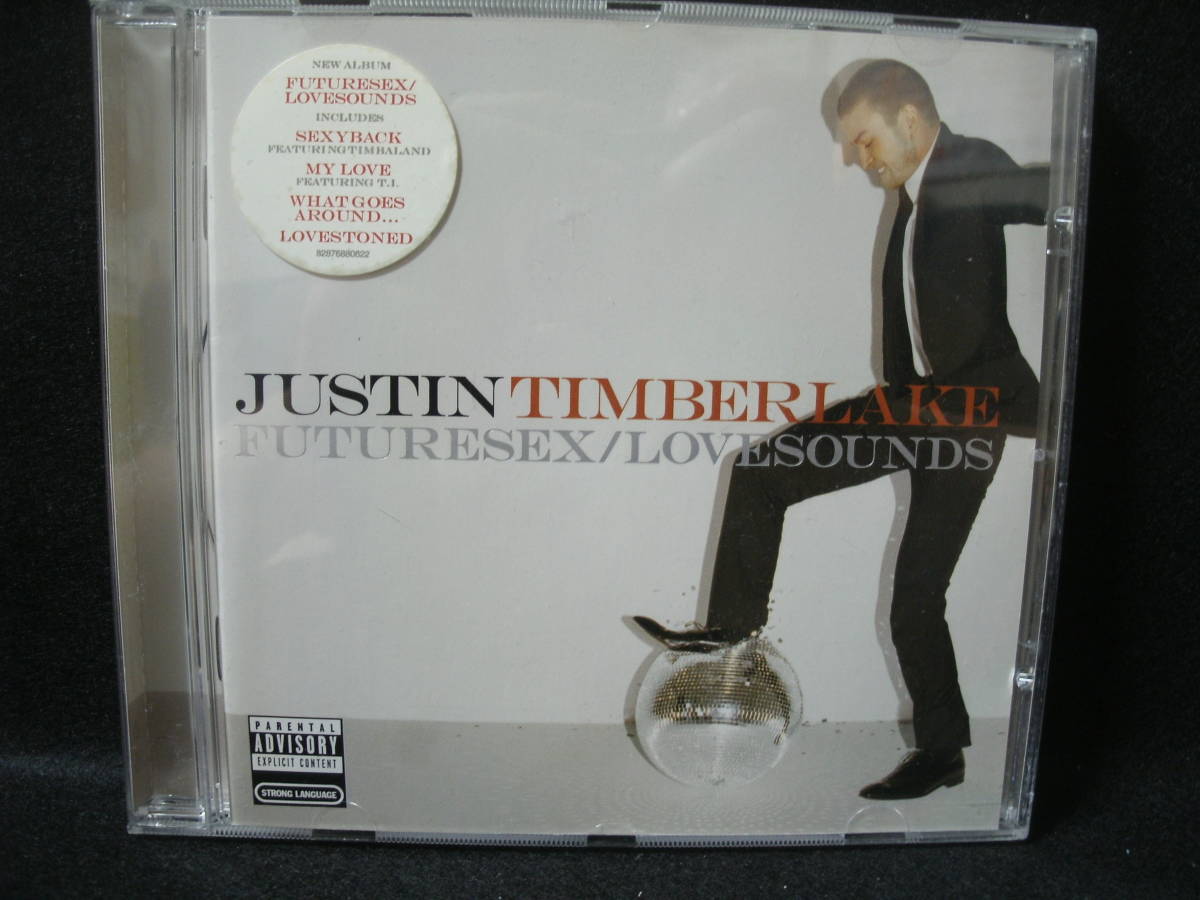 NEW ALBUM
FUTURESEX/
LOVESOUNDS
INCLUDES
SEXYBACK
FEATURING TIMBALAND
MY LOVE
FEATURING T.I.
WHAT GOES
AROUND...
LOVESTONED
82876880622
JUSTIN TIMBERLAKE
FUTURESEX/LOVESOUNDS
PARENTAL
ADVISORY
EXPLICIT CONTENT
STRONG LANGUAGE